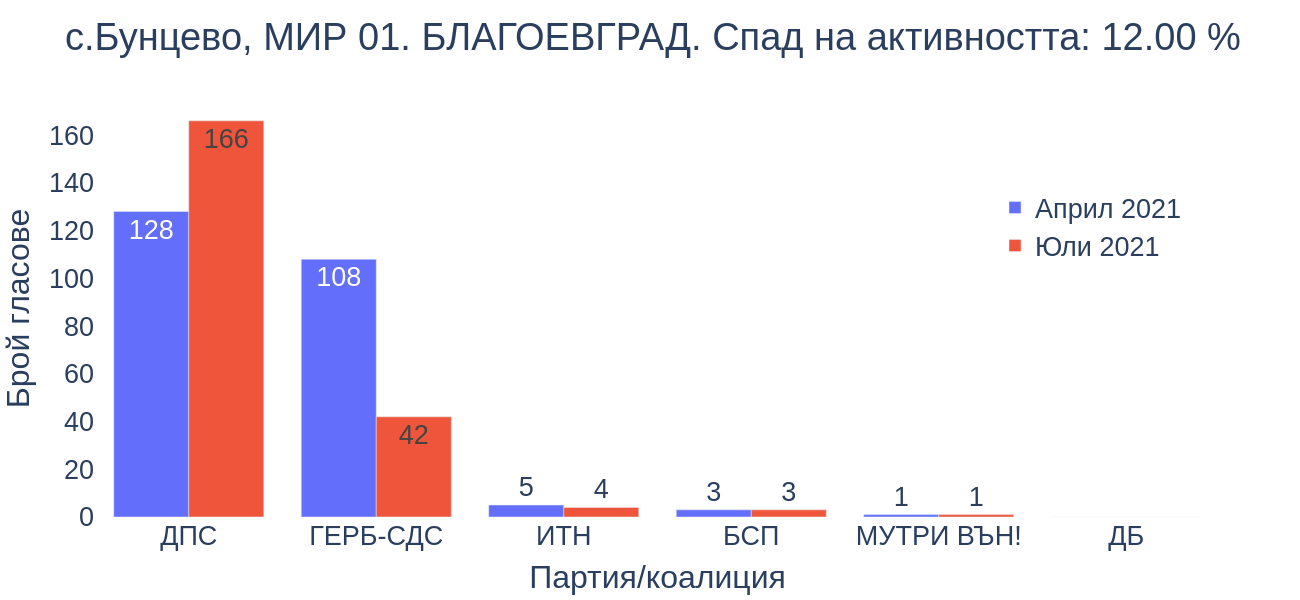 с.Бунцево, МИР 01. БЛАГОЕВГРАД. Спад на активността: 12.00 %
Брой гласове
160
140
120
100
80
60
40
20
0
128
166
108
42
5
4
3
3
1
1
Април 2021
Юли 2021
ДПС
ГЕРБ-СДС
ИТН
БСП
МУТРИ ВЪН!
ДБ
Партия/коалиция